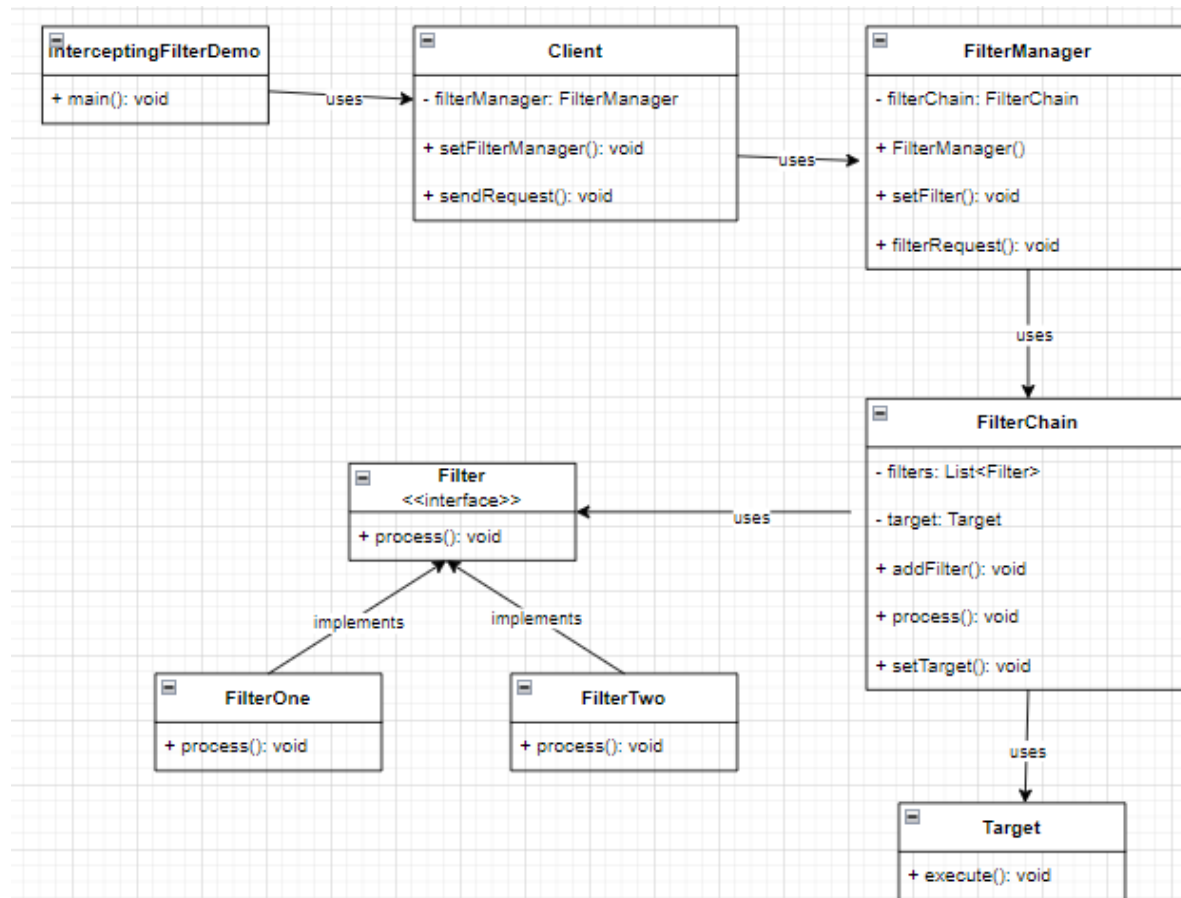 InterceptingFilterDemo
+ main(): void
uses
Client
- filterManager: FilterManager
+ setFilterManager(): void
+ sendRequest(): void
uses
FilterManager
- filterChain: FilterChain
+ FilterManager()
+ setFilter(): void
+ filterRequest(): void
uses
FilterChain
- filters: List<Filter>
- target: Target
+ addFilter(): void
+ process(): void
+ setTarget(): void
uses
Filter
<<interface>>
+ process(): void
implements
implements
FilterOne
+ process(): void
FilterTwo
+ process(): void
uses
Target
+ execute(): void